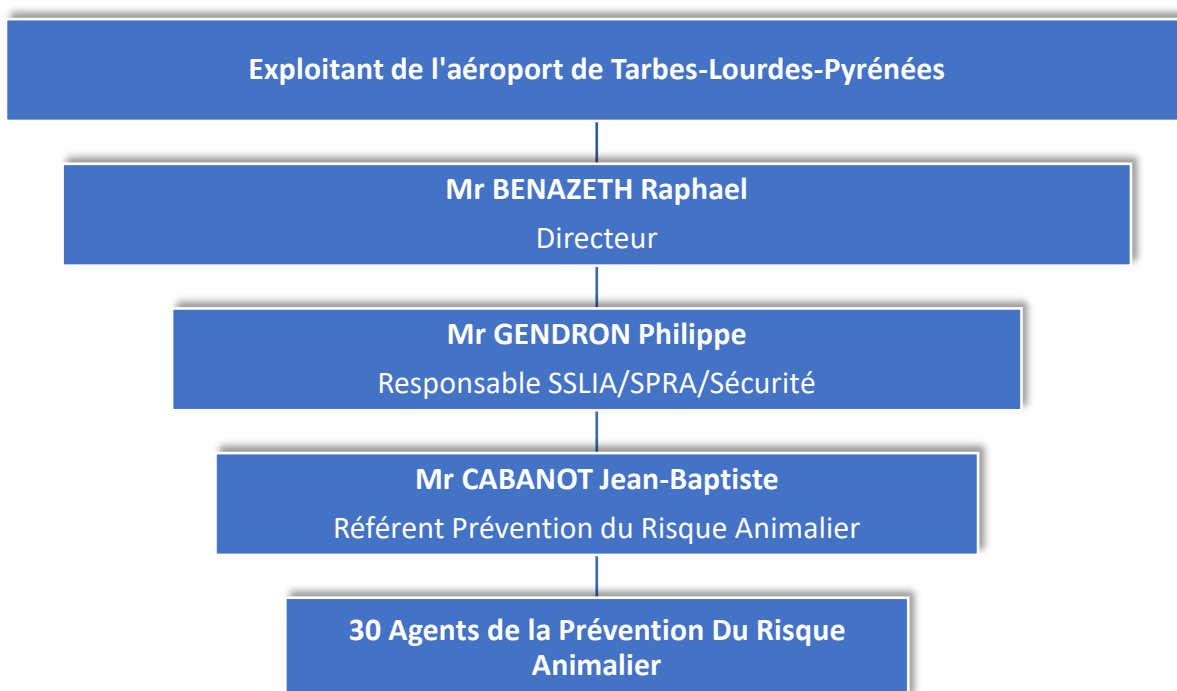 Exploitant de l'aéroport de Tarbes-Lourdes-Pyrénées
Mr BENAZETH Raphael
Directeur
Mr GENDRON Philippe
Responsable SSLIA/SPRA/Sécurité
Mr CABANOT Jean-Baptiste
Référent Prévention du Risque Animalier
30 Agents de la Prévention Du Risque
Animalier